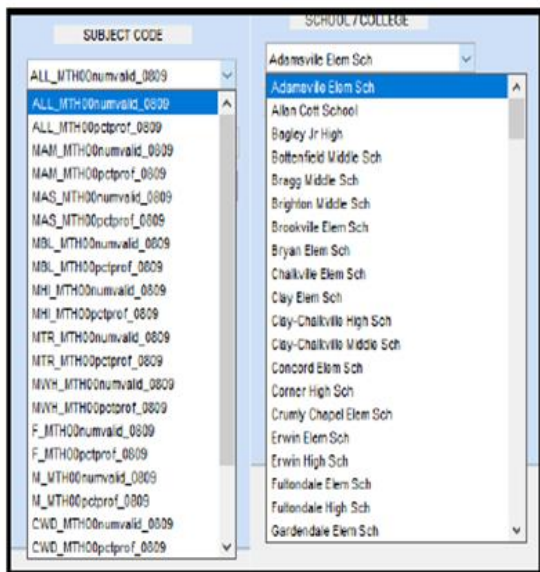 SUBJECT CODE
ALL_MTH00numvalid_0809
ALL_MTH00numvalid_0809
ALL_MTH00pctprof_0809
MAM_MTH00numvalid_0809
MAM_MTH00pctprof_0809
MAS_MTH00numvalid_0809
MAS_MTH00pctprof_0809
MBL_MTH00numvalid_0809
MBL_MTH00pctprof_0809
MHI_MTH00numvalid_0809
MHI_MTH00pctprof_0809
MTR_MTH00numvalid_0809
MTR_MTH00pctprof_0809
MWH_MTH00numvalid_0809
MWH_MTH00pctprof_0809
F_MTH00numvalid_0809
F_MTH00pctprof_0809
M_MTH00numvalid_0809
M_MTH00pctprof_0809
CWD_MTH00numvalid_0809
CWD_MTH00pctprof_0809
SCHOOL / COLLEGE
Adamsville Elem Sch
Adamsville Elem Sch
Allan Cott School
Bagley Jr High
Bottenfield Middle Sch
Bragg Middle Sch
Brighton Middle Sch
Brookville Elem Sch
Bryan Elem Sch
Chalkville Elem Sch
Clay Elem Sch
Clay-Chalkville High Sch
Clay-Chalkville Middle Sch
Concord Elem Sch
Corner High Sch
Crumly Chapel Elem Sch
Erwin Elem Sch
Erwin High Sch
Fultondale Elem Sch
Fultondale High Sch
Gardendale Elem Sch